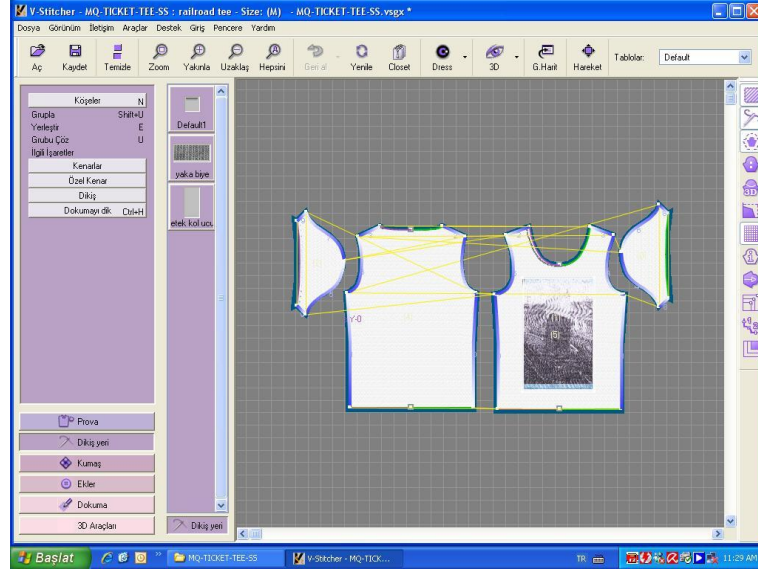 V-Stitcher - MQ-TICKET-TEE-SS : railroad tee - Size: (M) - MQ-TICKET-TEE-SS.vsgx *
Dosya Görünüm İletişim Araçlar Destek Giriş Pencere Yardım
Aç Kaydet Temizle Zoom Yakınla Uzaklaş Hepsini Geri al Yenile Closet Dress 3D G.Harit Hareket Tablolar: Default
Köşeler N
Grupla Shift+U
Yerleştir E
Grubu Çöz U
İlgili İşaretler
Kenarlar
Özel Kenar
Dikiş
Dokumayı dik Ctrl+H
Default1
yaka biye
etek kol ucu
Y-0
(5)
Prova
Dikiş yeri
Kumaş
Ekler
Dokuma
3D Araçları
Dikiş yeri
Başlat
MQ-TICKET-TEE-SS
V-Stitcher - MQ-TICK...
TR
11:29 AM